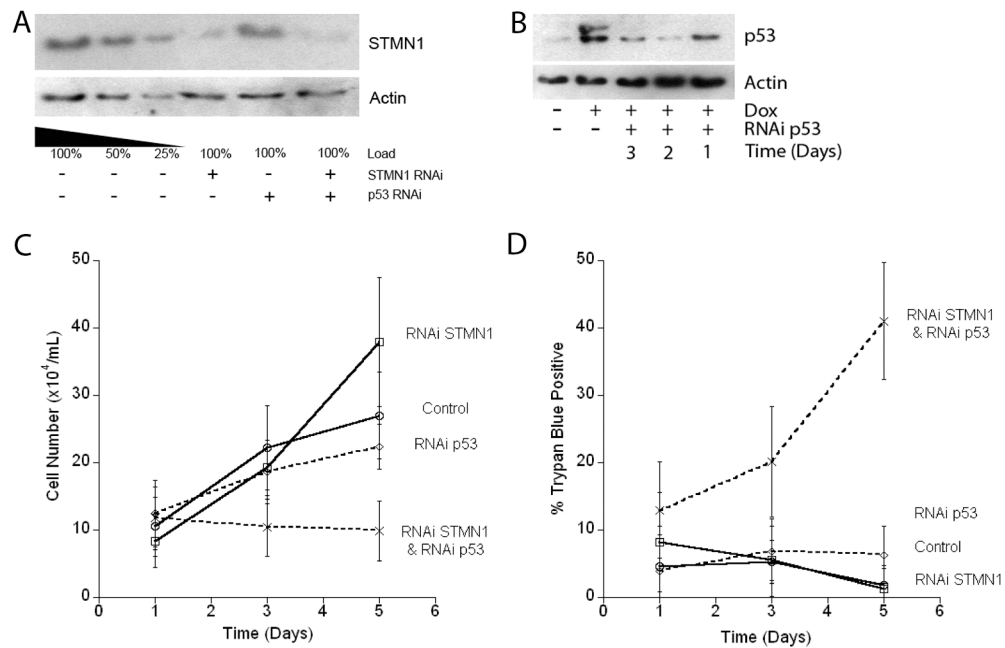 A
STMN1
Actin
100% 50% 25% 100% 100% 100% Load
- - - + - + STMN1 RNAi
- - - - + + p53 RNAi
B
p53
Actin
- + + + + Dox
- - + + + RNAi p53
3 2 1 Time (Days)
C
50
40
30
20
10
0
Cell Number (x10⁴/mL)
RNAi STMN1
Control
RNAi p53
RNAi STMN1
& RNAi p53
0 1 2 3 4 5 6
Time (Days)
D
50
40
30
20
10
0
% Trypan Blue Positive
RNAi STMN1
& RNAi p53
RNAi p53
Control
RNAi STMN1
0 1 2 3 4 5 6
Time (Days)